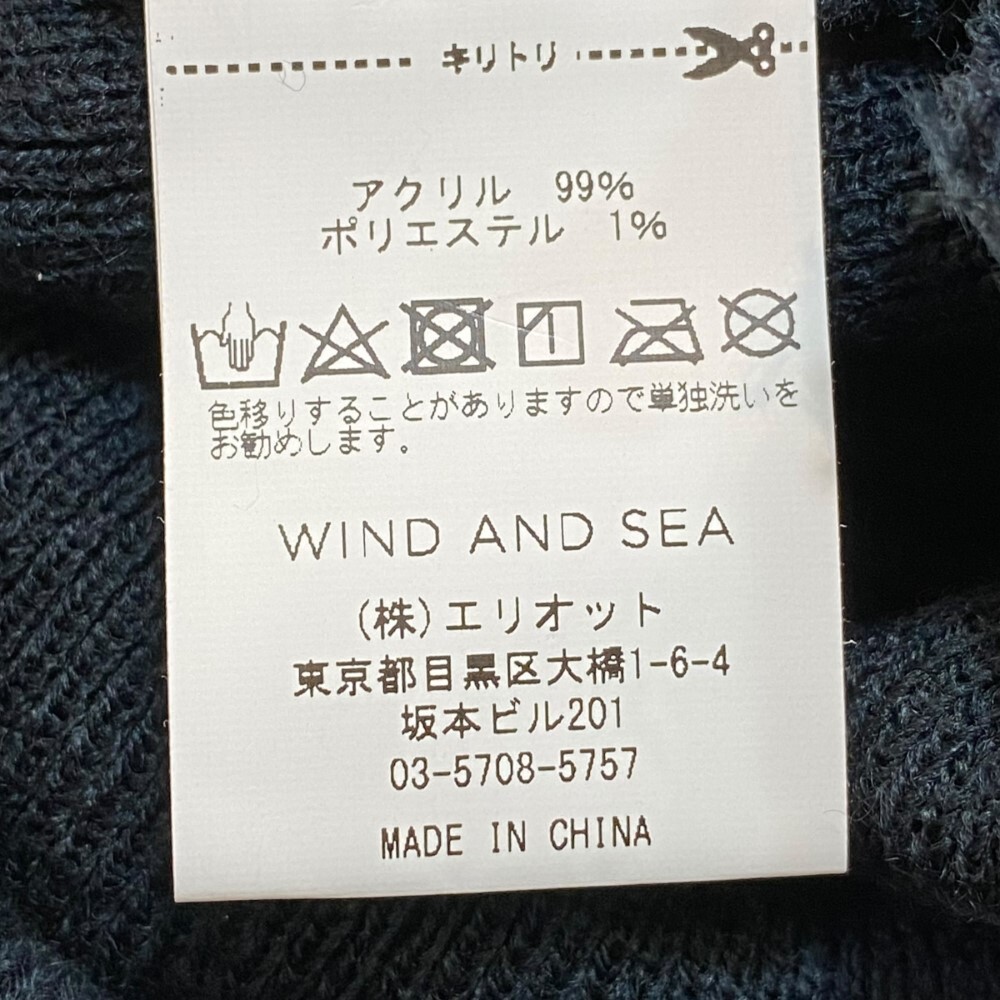 キリトリ
アクリル 99%
ポリエステル 1%
色移りすることがありますので単独洗いを
お勧めします。
WIND AND SEA
(株)エリオット
東京都目黒区大橋1-6-4
坂本ビル201
03-5708-5757
MADE IN CHINA